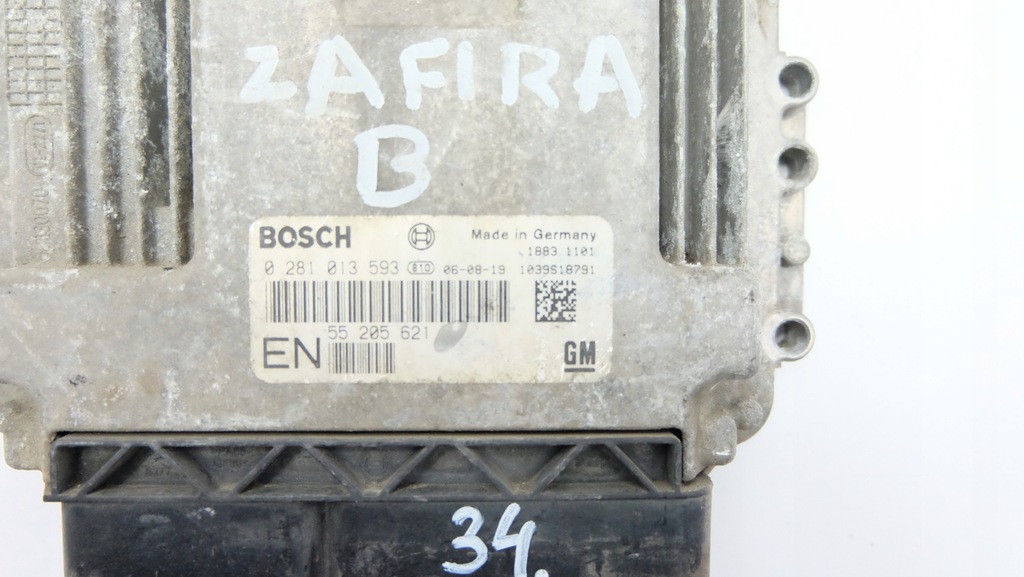 ZAFIRA
B
BOSCH Made in Germany
1883 1101
0 281 013 593 810 06-08-19 1039S18791
55 205 621
EN GM
34.